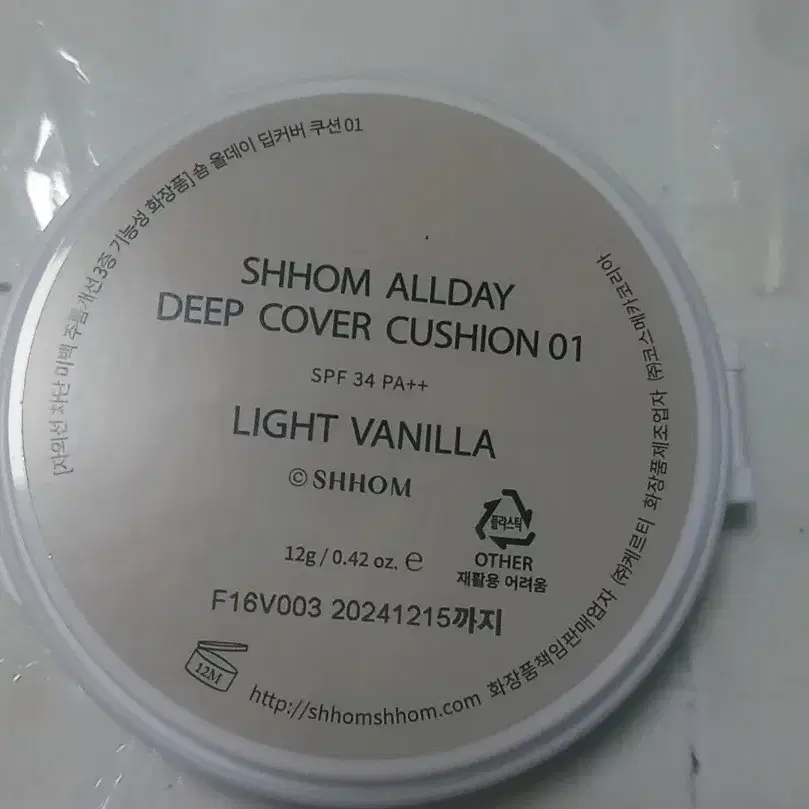 [자외선 차단 미백 주름개선 3중 기능성 화장품] 숌 올데이 딥커버 쿠션 01
SHHOM ALLDAY
DEEP COVER CUSHION 01
SPF 34 PA++
LIGHT VANILLA
© SHHOM
플라스틱
OTHER
재활용 어려움
12g / 0.42 oz. ℮
F16V003 20241215까지
12M
http://shhomshhom.com 화장품책임판매업자 (주)케르티 화장품제조업자 (주)코스메카코리아